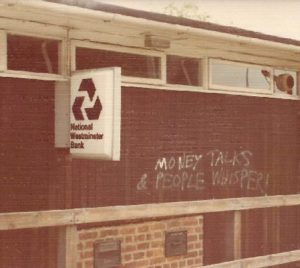 National
Westminster
Bank
MONEY TALKS
& PEOPLE WHISPER!